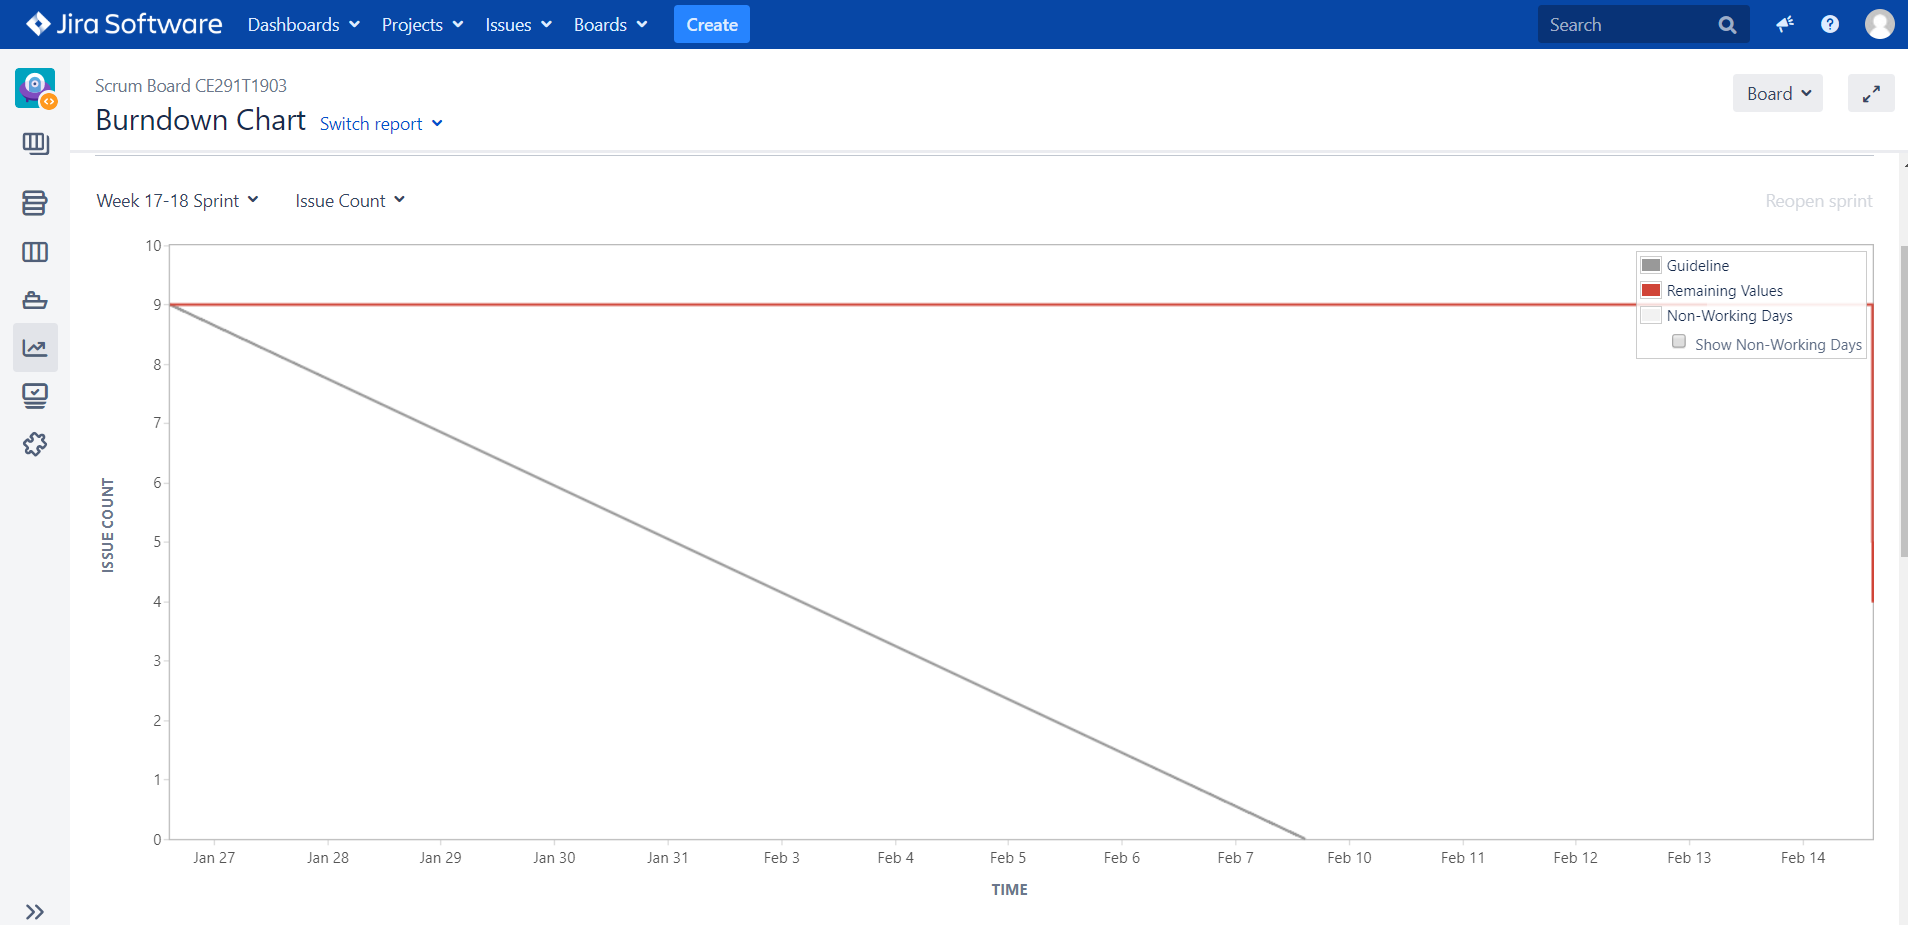 Jira Software Dashboards Projects Issues Boards Create Search
Scrum Board CE291T1903
Burndown Chart Switch report
Board
Week 17-18 Sprint Issue Count Reopen sprint
Guideline
Remaining Values
Non-Working Days
Show Non-Working Days
10
9
8
7
6
5
4
3
2
1
0
ISSUE COUNT
Jan 27 Jan 28 Jan 29 Jan 30 Jan 31 Feb 3 Feb 4 Feb 5 Feb 6 Feb 7 Feb 10 Feb 11 Feb 12 Feb 13 Feb 14
TIME